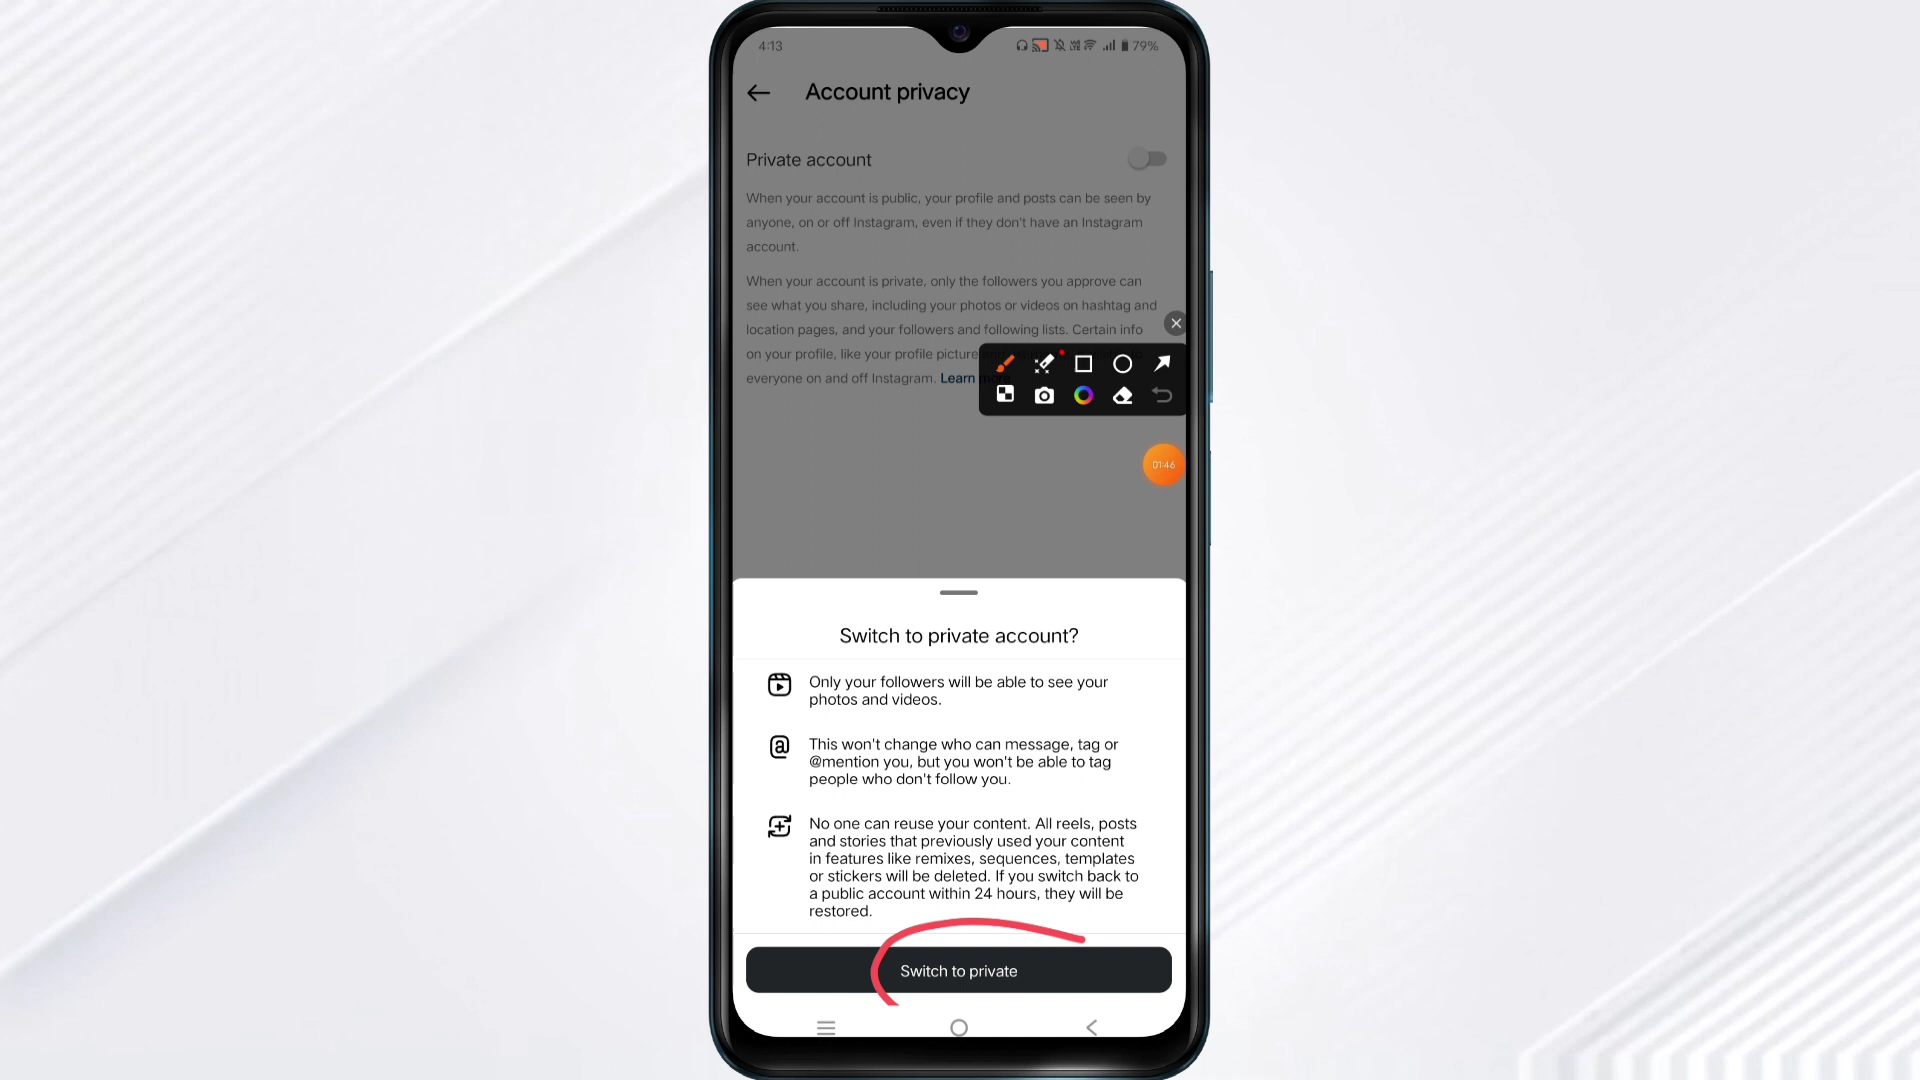 4:13
79%
Account privacy
Private account
When your account is public, your profile and posts can be seen by
anyone, on or off Instagram, even if they don't have an Instagram
account.
When your account is private, only the followers you approve can
see what you share, including your photos or videos on hashtag and
location pages, and your followers and following lists. Certain info
on your profile, like your profile picture
everyone on and off Instagram. Learn more
01:46
Switch to private account?
Only your followers will be able to see your
photos and videos.
This won't change who can message, tag or
@mention you, but you won't be able to tag
people who don't follow you.
No one can reuse your content. All reels, posts
and stories that previously used your content
in features like remixes, sequences, templates
or stickers will be deleted. If you switch back to
a public account within 24 hours, they will be
restored.
Switch to private